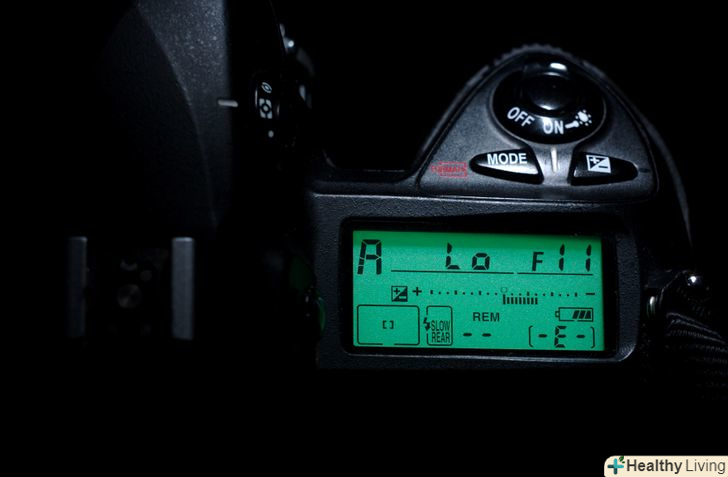 OFF ON
MODE
FORMAT
A Lo F11
+ -
SLOW
REAR
REM
- -
[-E-]
Healthy Living